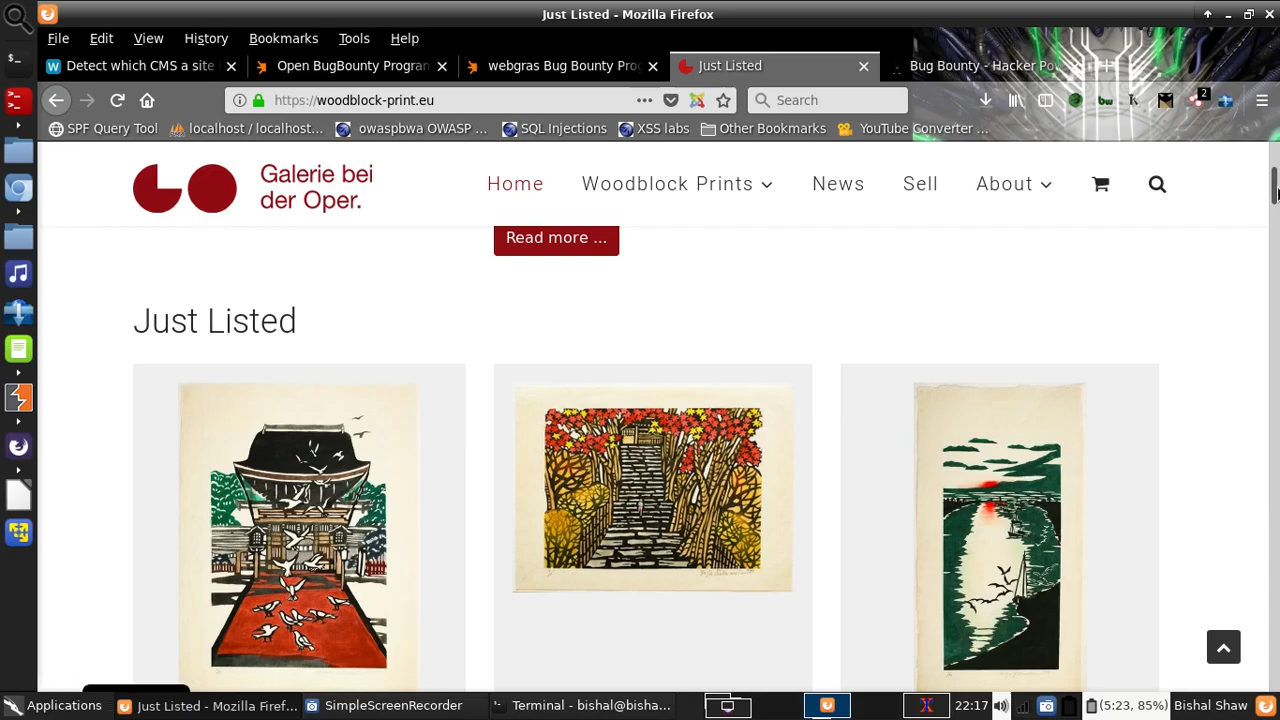 Just Listed - Mozilla Firefox
File Edit View History Bookmarks Tools Help
Detect which CMS a site
Open BugBounty Program
webgras Bug Bounty Pro
Just Listed
Bug Bounty - Hacker Po
https://woodblock-print.eu
Search
2
SPF Query Tool
localhost / localhost...
owaspbwa OWASP ...
SQL Injections
XSS labs
Other Bookmarks
YouTube Converter ...
Galerie bei
der Oper.
Home Woodblock Prints News Sell About
Read more ...
Just Listed
Applications
Just Listed - Mozilla Firef...
SimpleScreenRecorder
Terminal - bishal@bisha...
22:17
(5:23, 85%)
Bishal Shaw